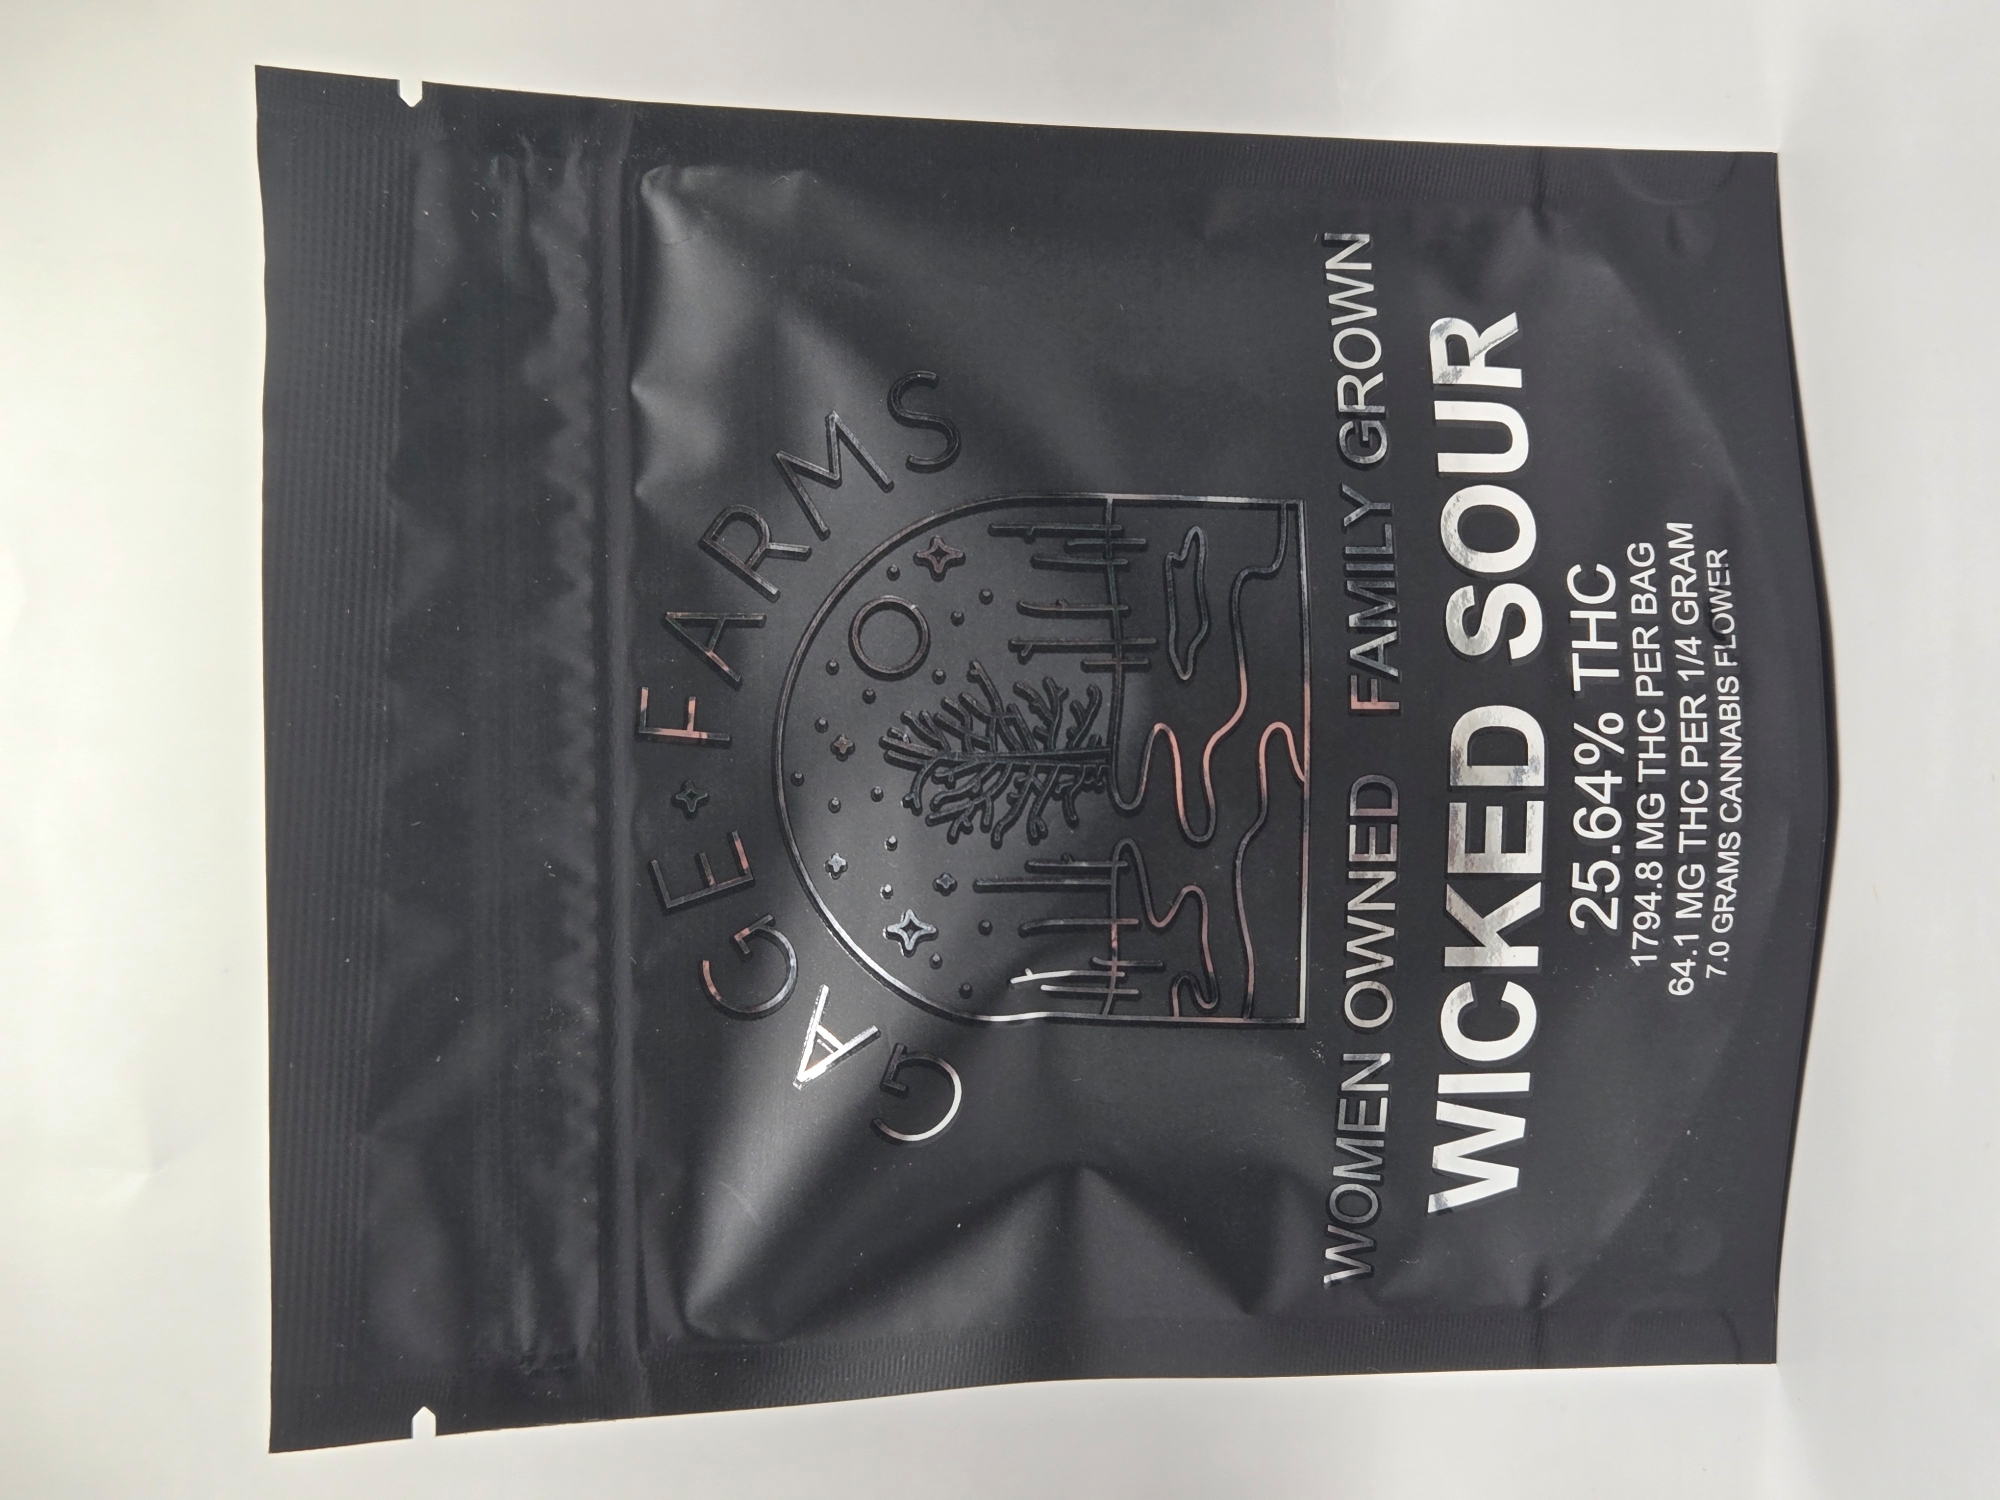 GAGE FARMS
WOMEN OWNED FAMILY GROWN
WICKED SOUR
25.64% THC
1794.8 MG THC PER BAG
64.1 MG THC PER 1/4 GRAM
7.0 GRAMS CANNABIS FLOWER